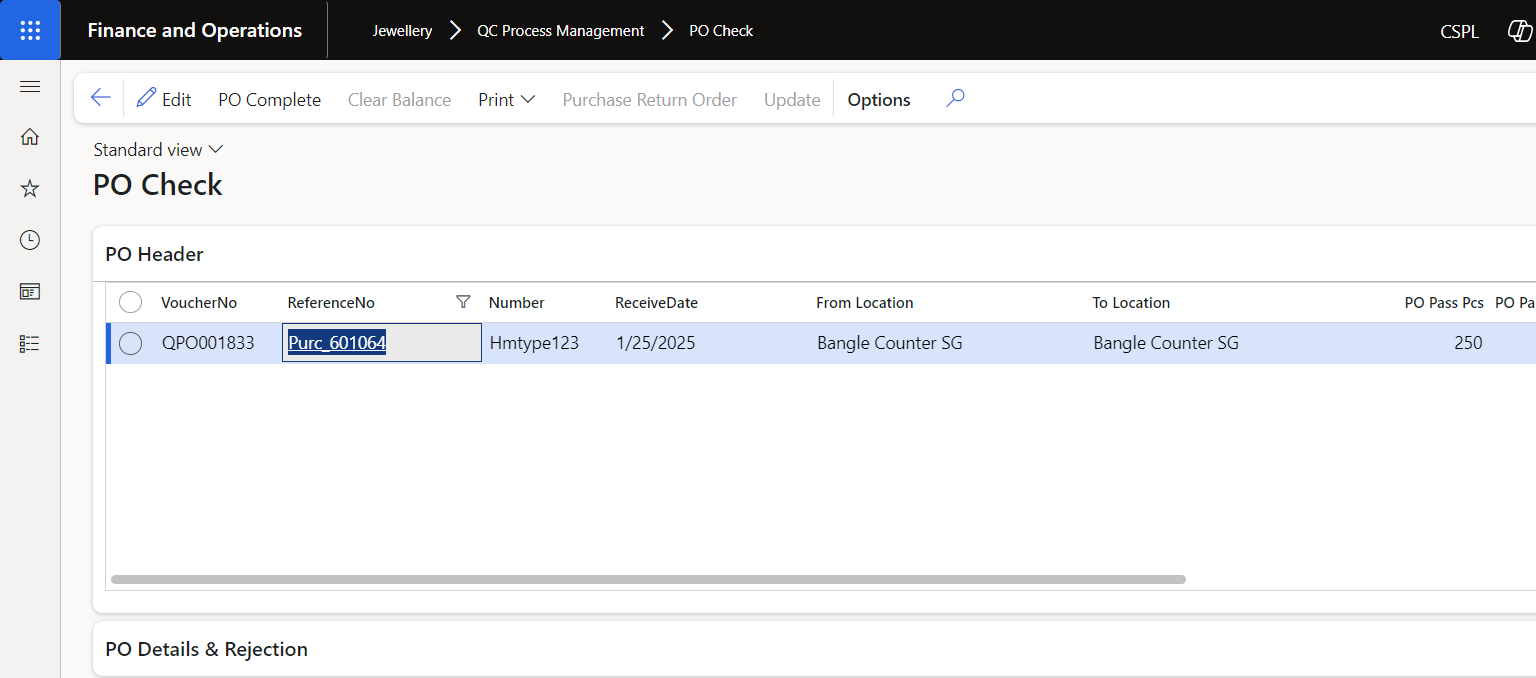 Finance and Operations Jewellery QC Process Management PO Check CSPL
Edit PO Complete Clear Balance Print Purchase Return Order Update Options
Standard view
PO Check
PO Header
VoucherNo ReferenceNo Number ReceiveDate From Location To Location PO Pass Pcs PO Pa
QPO001833 Purc_601064 Hmtype123 1/25/2025 Bangle Counter SG Bangle Counter SG 250
PO Details & Rejection